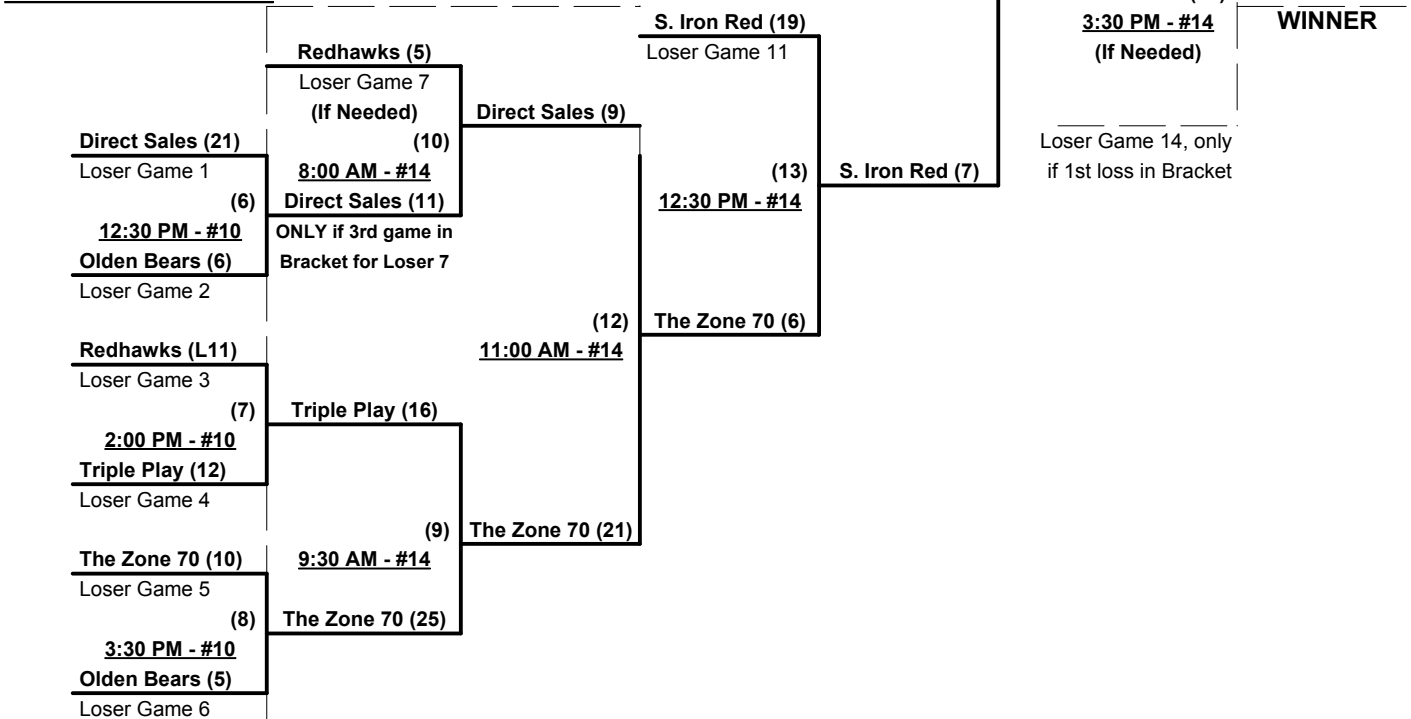 S. Iron Red (19)
3:30 PM - #14
WINNER
Redhawks (5)
Loser Game 11
(If Needed)
Loser Game 7
(If Needed)
Direct Sales (9)
Direct Sales (21)
(10)
Loser Game 14, only
Loser Game 1
8:00 AM - #14
(13)
S. Iron Red (7)
if 1st loss in Bracket
(6)
Direct Sales (11)
12:30 PM - #14
12:30 PM - #10
ONLY if 3rd game in
Olden Bears (6)
Bracket for Loser 7
Loser Game 2
(12)
The Zone 70 (6)
Redhawks (L11)
11:00 AM - #14
Loser Game 3
(7)
Triple Play (16)
2:00 PM - #10
Triple Play (12)
Loser Game 4
(9)
The Zone 70 (21)
The Zone 70 (10)
9:30 AM - #14
Loser Game 5
(8)
The Zone 70 (25)
3:30 PM - #10
Olden Bears (5)
Loser Game 6